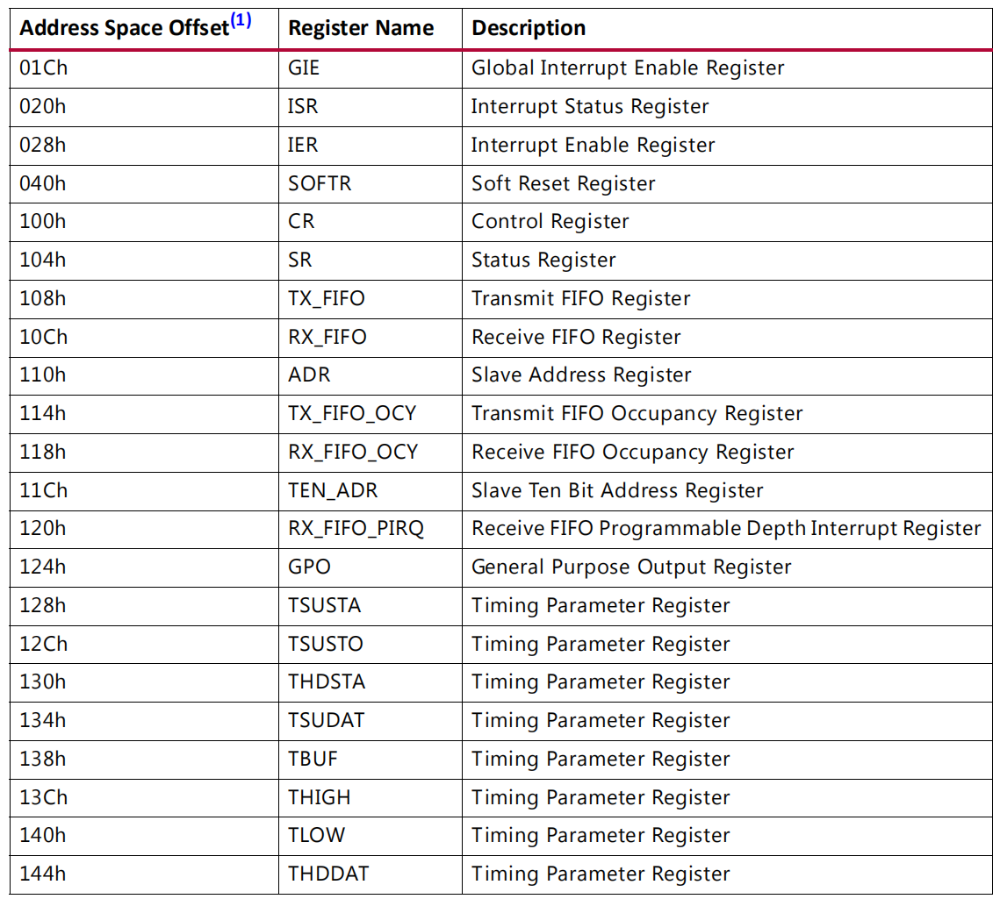 Address Space Offset(1) Register Name Description
01Ch GIE Global Interrupt Enable Register
020h ISR Interrupt Status Register
028h IER Interrupt Enable Register
040h SOFTR Soft Reset Register
100h CR Control Register
104h SR Status Register
108h TX_FIFO Transmit FIFO Register
10Ch RX_FIFO Receive FIFO Register
110h ADR Slave Address Register
114h TX_FIFO_OCY Transmit FIFO Occupancy Register
118h RX_FIFO_OCY Receive FIFO Occupancy Register
11Ch TEN_ADR Slave Ten Bit Address Register
120h RX_FIFO_PIRQ Receive FIFO Programmable Depth Interrupt Register
124h GPO General Purpose Output Register
128h TSUSTA Timing Parameter Register
12Ch TSUSTO Timing Parameter Register
130h THDSTA Timing Parameter Register
134h TSUDAT Timing Parameter Register
138h TBUF Timing Parameter Register
13Ch THIGH Timing Parameter Register
140h TLOW Timing Parameter Register
144h THDDAT Timing Parameter Register